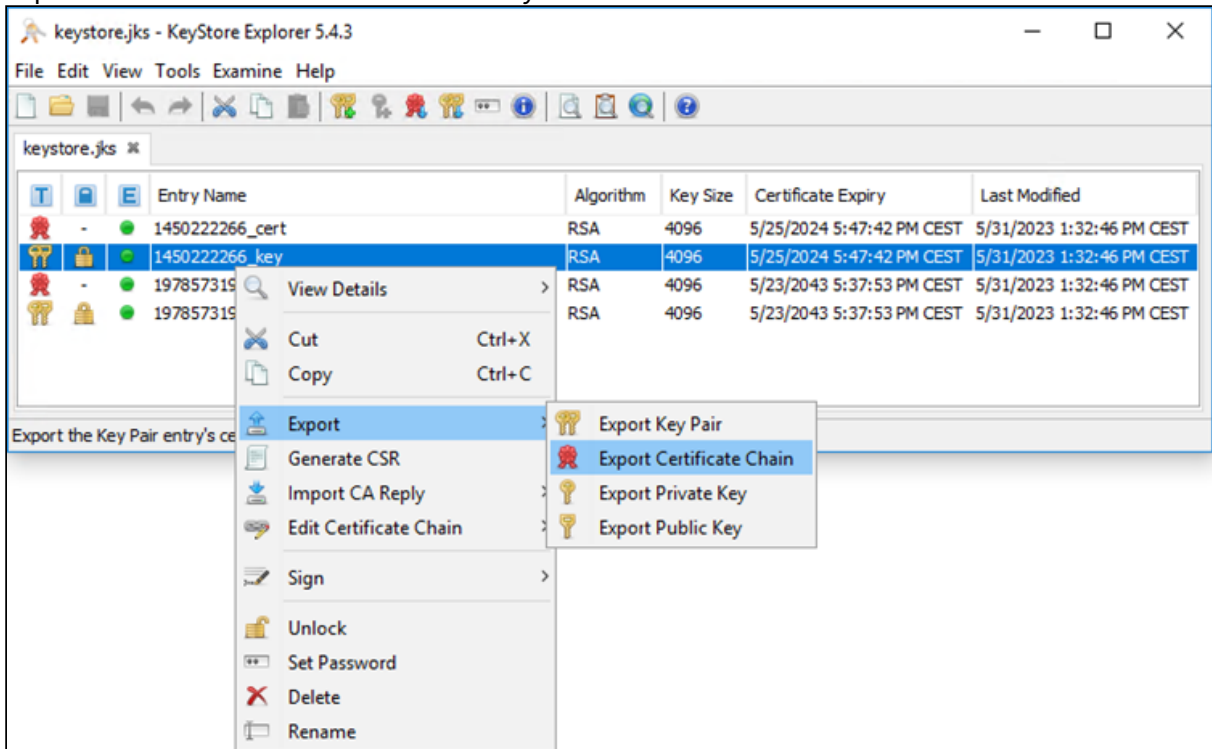 keystore.jks - KeyStore Explorer 5.4.3
File Edit View Tools Examine Help
keystore.jks
T E Entry Name Algorithm Key Size Certificate Expiry Last Modified
- 1450222266_cert RSA 4096 5/25/2024 5:47:42 PM CEST 5/31/2023 1:32:46 PM CEST
1450222266_key RSA 4096 5/25/2024 5:47:42 PM CEST 5/31/2023 1:32:46 PM CEST
- 197857319 RSA 4096 5/23/2043 5:37:53 PM CEST 5/31/2023 1:32:46 PM CEST
197857319 RSA 4096 5/23/2043 5:37:53 PM CEST 5/31/2023 1:32:46 PM CEST
View Details
Cut Ctrl+X
Copy Ctrl+C
Export
Generate CSR
Import CA Reply
Edit Certificate Chain
Sign
Unlock
Set Password
Delete
Rename
Export Key Pair
Export Certificate Chain
Export Private Key
Export Public Key
Export the Key Pair entry's ce